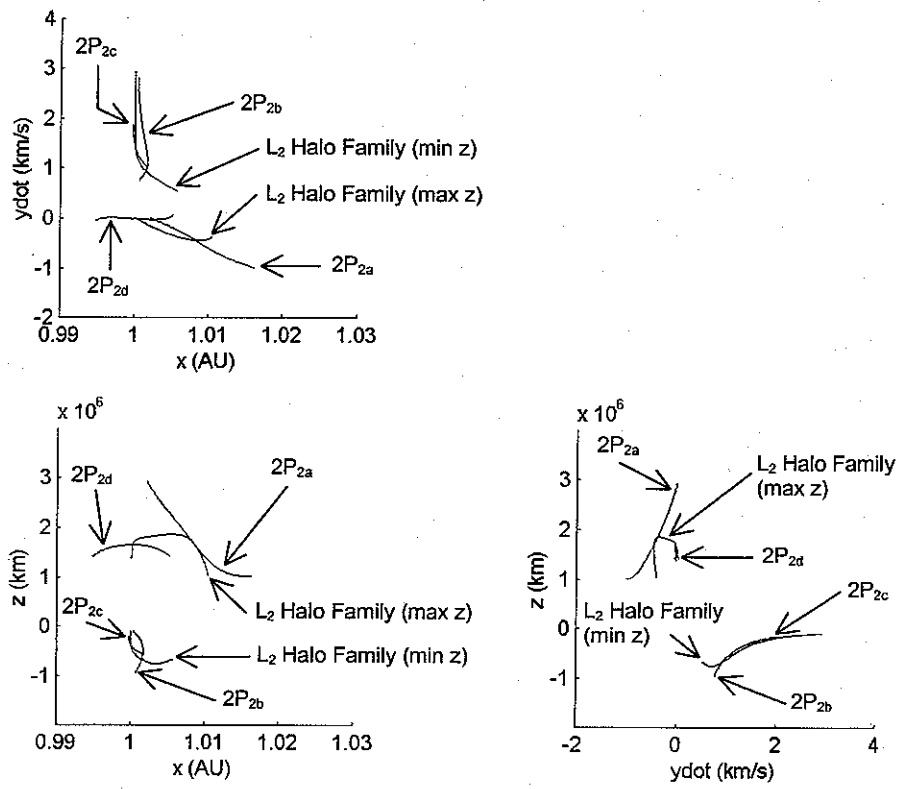 4
2P2c
3
2P2b
2
L2 Halo Family (min z)
1
L2 Halo Family (max z)
0
2P2a
-1
2P2d
-2
0.99 1 1.01 1.02 1.03
x (AU)
ydot (km/s)
x 10^6
2P2d
2P2a
3
2
1
2P2c
L2 Halo Family (max z)
0
L2 Halo Family (min z)
-1
2P2b
0.99 1 1.01 1.02 1.03
x (AU)
z (km)
x 10^6
2P2a
L2 Halo Family
(max z)
3
2
2P2d
1
2P2c
L2 Halo Family
(min z)
0
-1
2P2b
-2 0 2 4
ydot (km/s)
z (km)